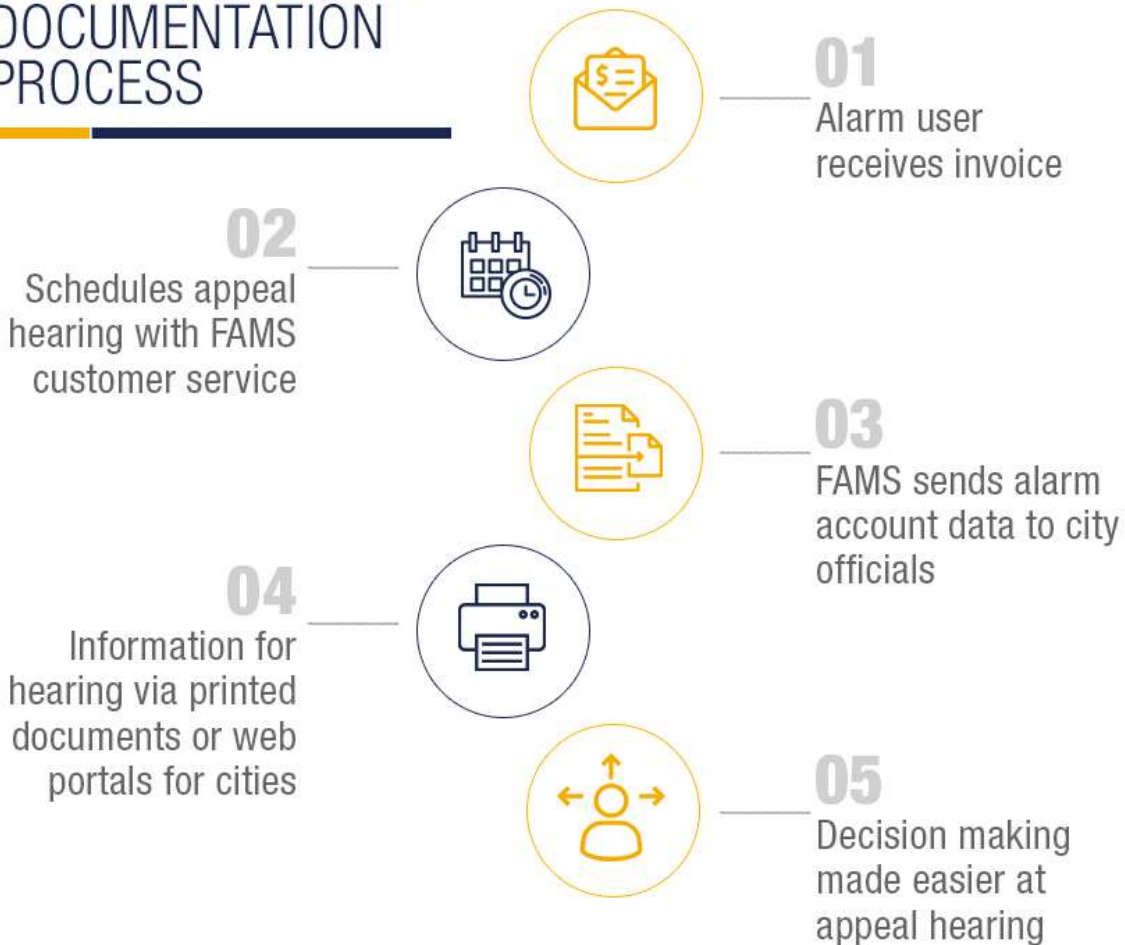 DOCUMENTATION
PROCESS
01
Alarm user
receives invoice
02
Schedules appeal
hearing with FAMS
customer service
03
FAMS sends alarm
account data to city
officials
04
Information for
hearing via printed
documents or web
portals for cities
05
Decision making
made easier at
appeal hearing